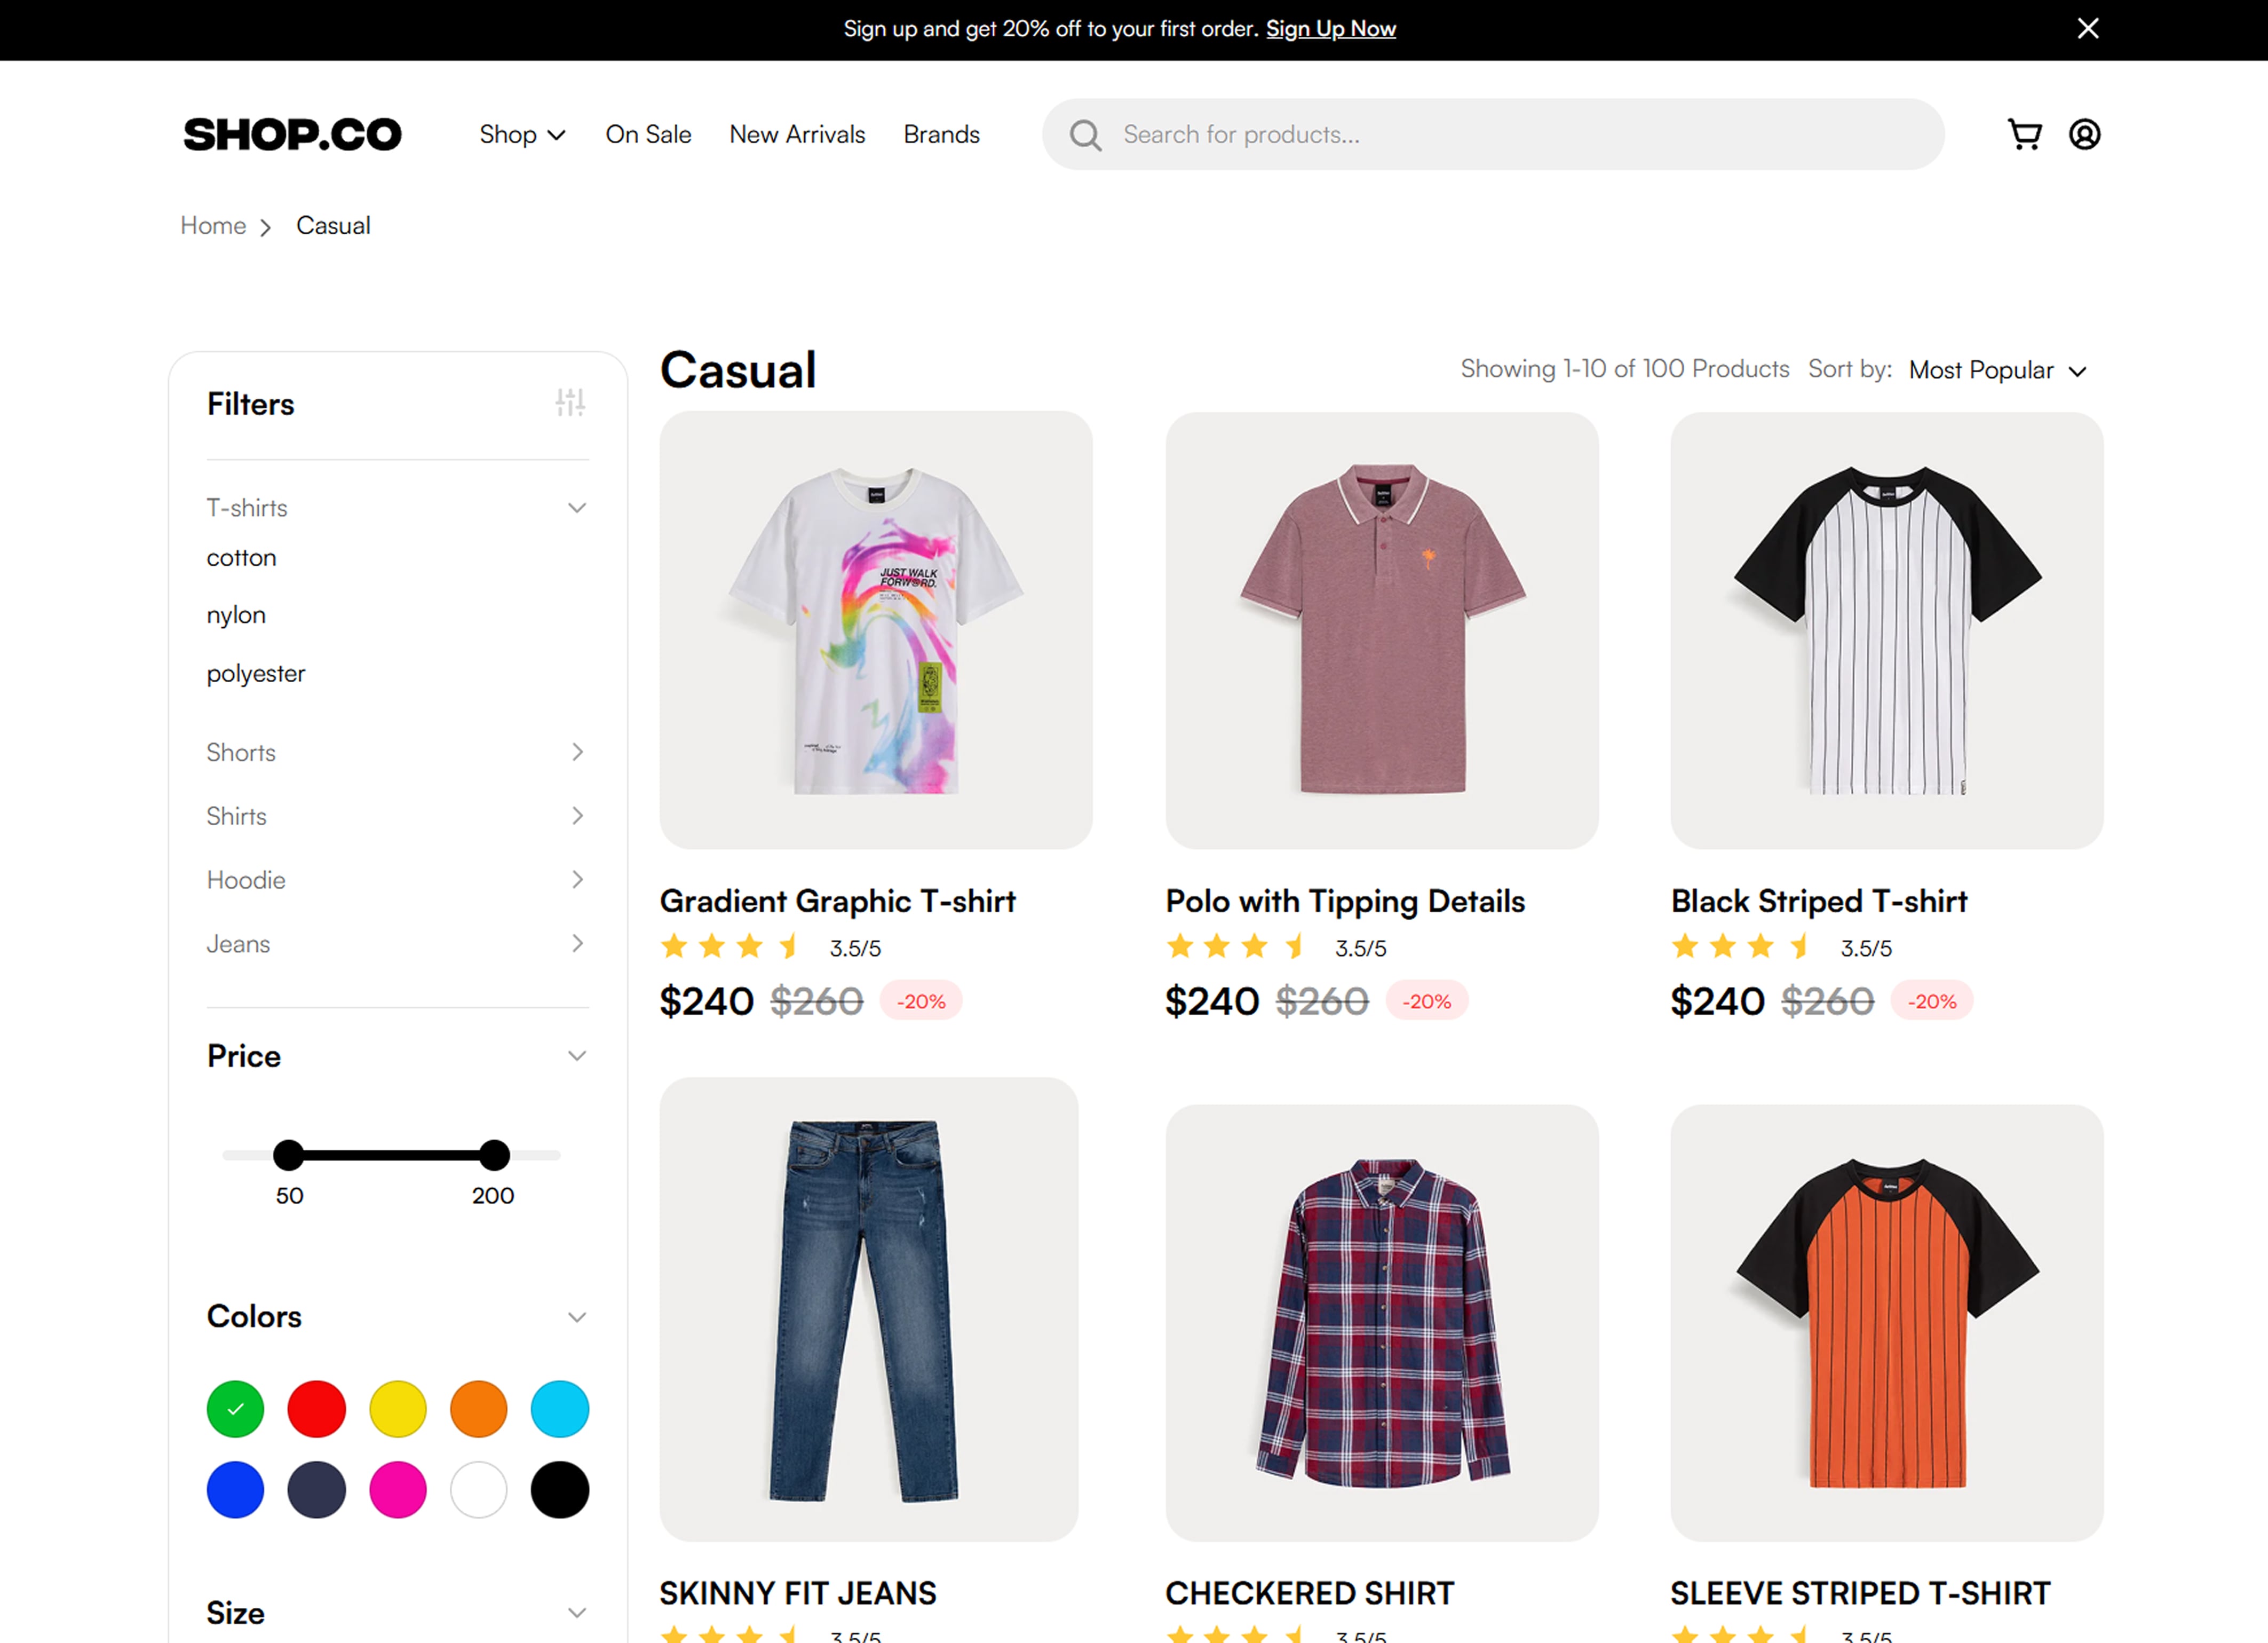 Sign up and get 20% off to your first order. Sign Up Now
SHOP.CO
Shop
On Sale
New Arrivals
Brands
Search for products...
Home
Casual
Filters
T-shirts
cotton
nylon
polyester
Shorts
Shirts
Hoodie
Jeans
Price
50
200
Colors
Size
Casual
Showing 1-10 of 100 Products
Sort by:
Most Popular
JUST WALK
FORWARD.
Gradient Graphic T-shirt
3.5/5
$240 $260 -20%
Polo with Tipping Details
3.5/5
$240 $260 -20%
Black Striped T-shirt
3.5/5
$240 $260 -20%
SKINNY FIT JEANS
3.5/5
CHECKERED SHIRT
3.5/5
SLEEVE STRIPED T-SHIRT
3.5/5